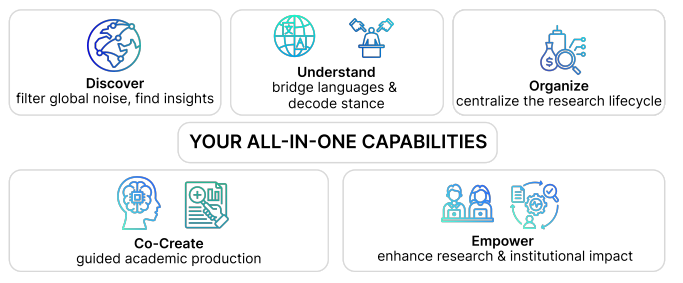 Discover
filter global noise, find insights
Understand
bridge languages &
decode stance
Organize
centralize the research lifecycle
YOUR ALL-IN-ONE CAPABILITIES
Co-Create
guided academic production
Empower
enhance research & institutional impact